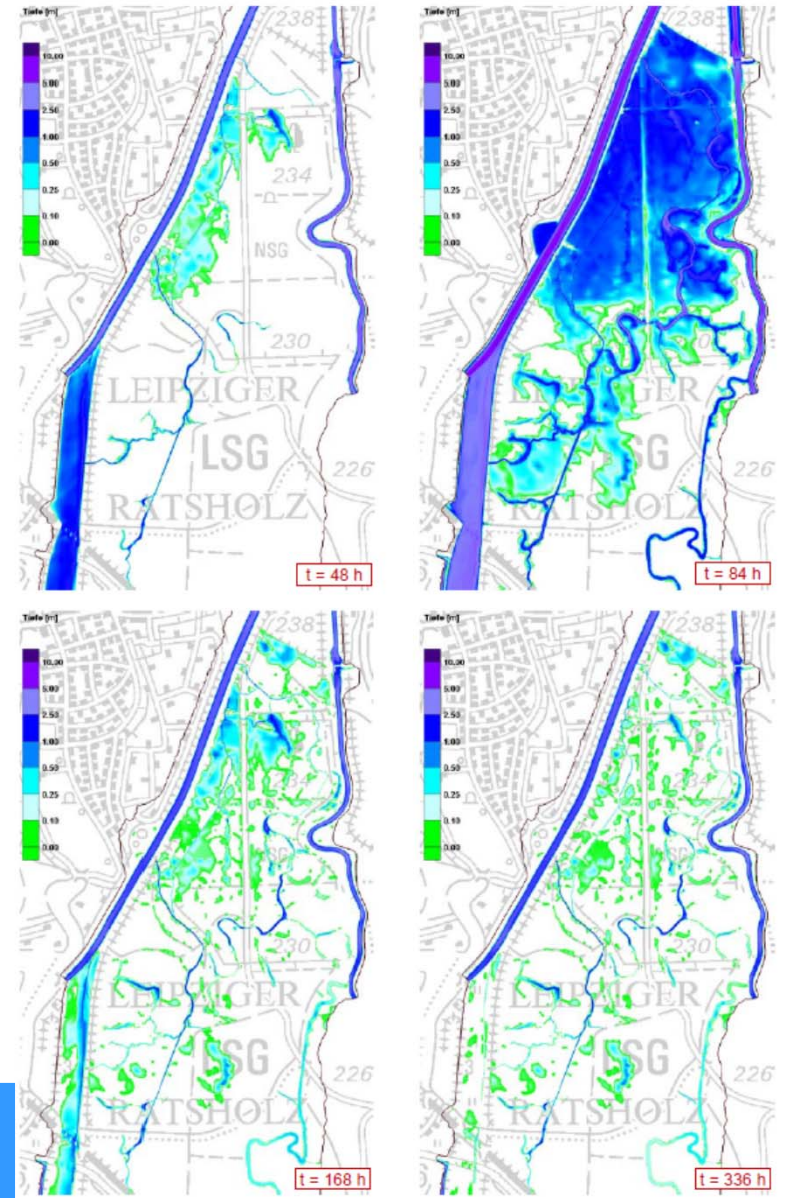 Tiefe [m]
238
10.00
5.00
2.50
1.00
0.50
0.25
0.10
0.00
234
NSG
230
LEIPZIGER
LSG
226
RATSHOLZ
t = 48 h
Tiefe [m]
238
10.00
5.00
2.50
1.00
0.50
0.25
0.10
0.00
GER
SG
226
RATSHOLZ
t = 84 h
Tiefe [m]
238
10.00
5.00
2.50
1.00
0.50
0.25
0.10
0.00
230
LEIPZIGER
LSG
226
RATSHOLZ
t = 168 h
Tiefe [m]
238
10.00
5.00
2.50
1.00
0.50
0.25
0.10
0.00
234
230
LEIPZIGER
LSG
226
RATSHOLZ
t = 336 h